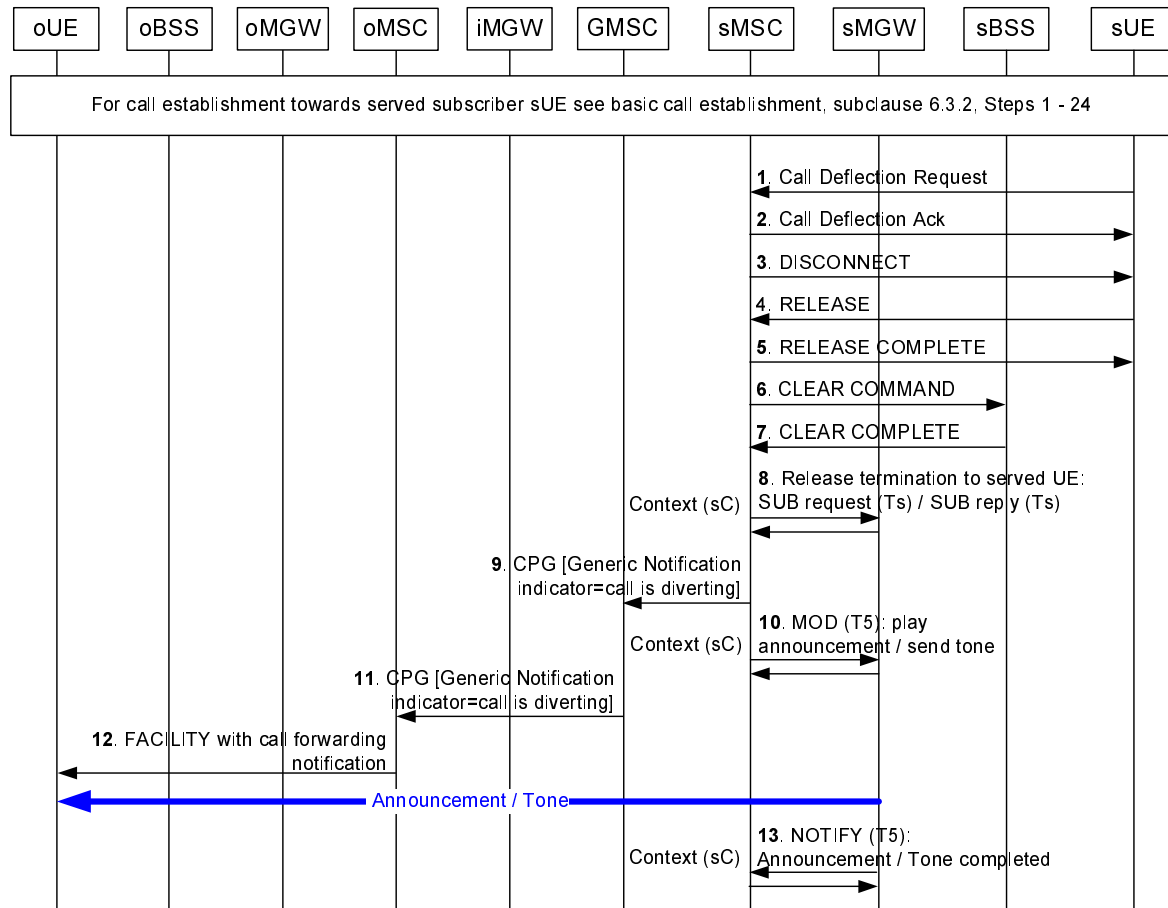 oUE oBSS oMGW oMSC iMGW GMSC sMSC sMGW sBSS sUE
For call establishment towards served subscriber sUE see basic call establishment, subclause 6.3.2, Steps 1 - 24
1. Call Deflection Request
2. Call Deflection Ack
3. DISCONNECT
4. RELEASE
5. RELEASE COMPLETE
6. CLEAR COMMAND
7. CLEAR COMPLETE
8. Release termination to served UE:
SUB request (Ts) / SUB reply (Ts)
Context (sC)
9. CPG [Generic Notification
indicator=call is diverting]
10. MOD (T5): play
announcement / send tone
Context (sC)
11. CPG [Generic Notification
indicator=call is diverting]
12. FACILITY with call forwarding
notification
Announcement / Tone
13. NOTIFY (T5):
Announcement / Tone completed
Context (sC)